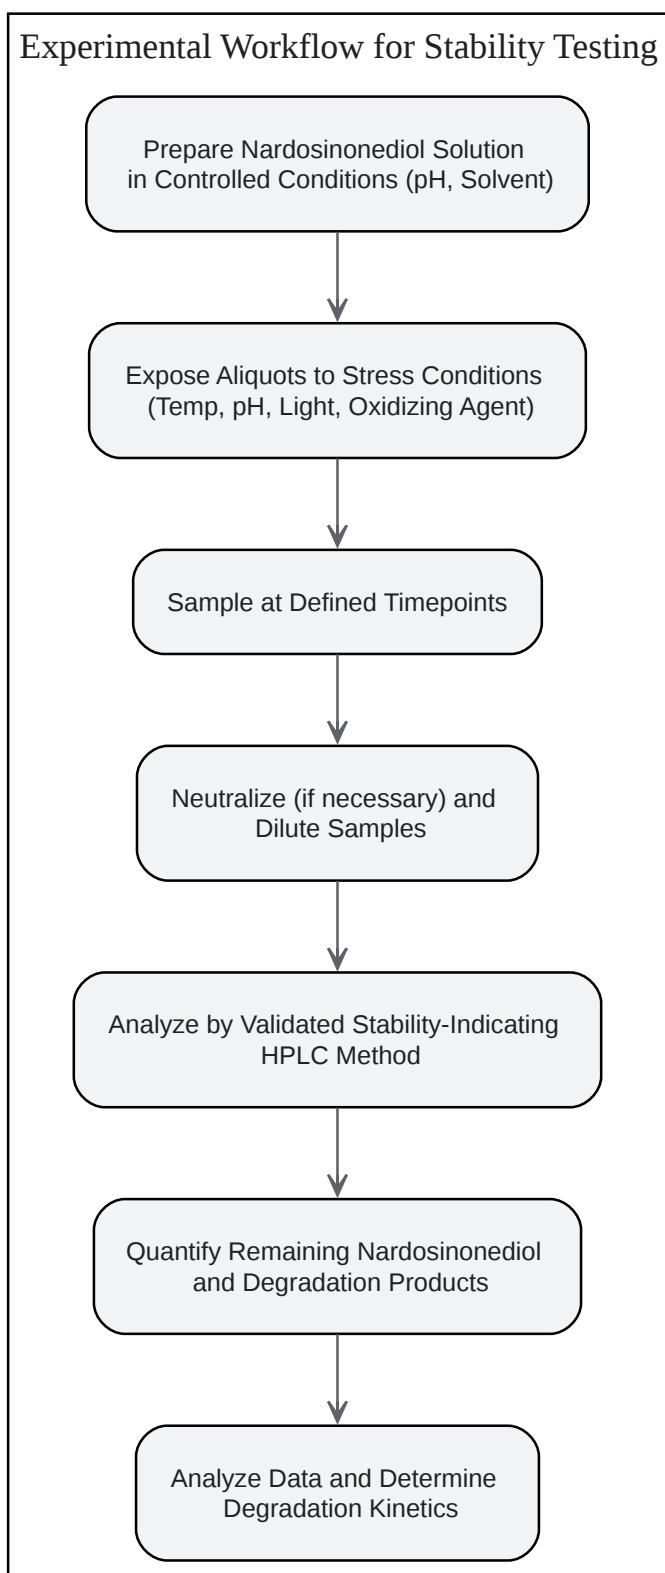 Experimental Workflow for Stability Testing
Prepare Nardosinonediol Solution
in Controlled Conditions (pH, Solvent)
Expose Aliquots to Stress Conditions
(Temp, pH, Light, Oxidizing Agent)
Sample at Defined Timepoints
Neutralize (if necessary) and
Dilute Samples
Analyze by Validated Stability-Indicating
HPLC Method
Quantify Remaining Nardosinonediol
and Degradation Products
Analyze Data and Determine
Degradation Kinetics